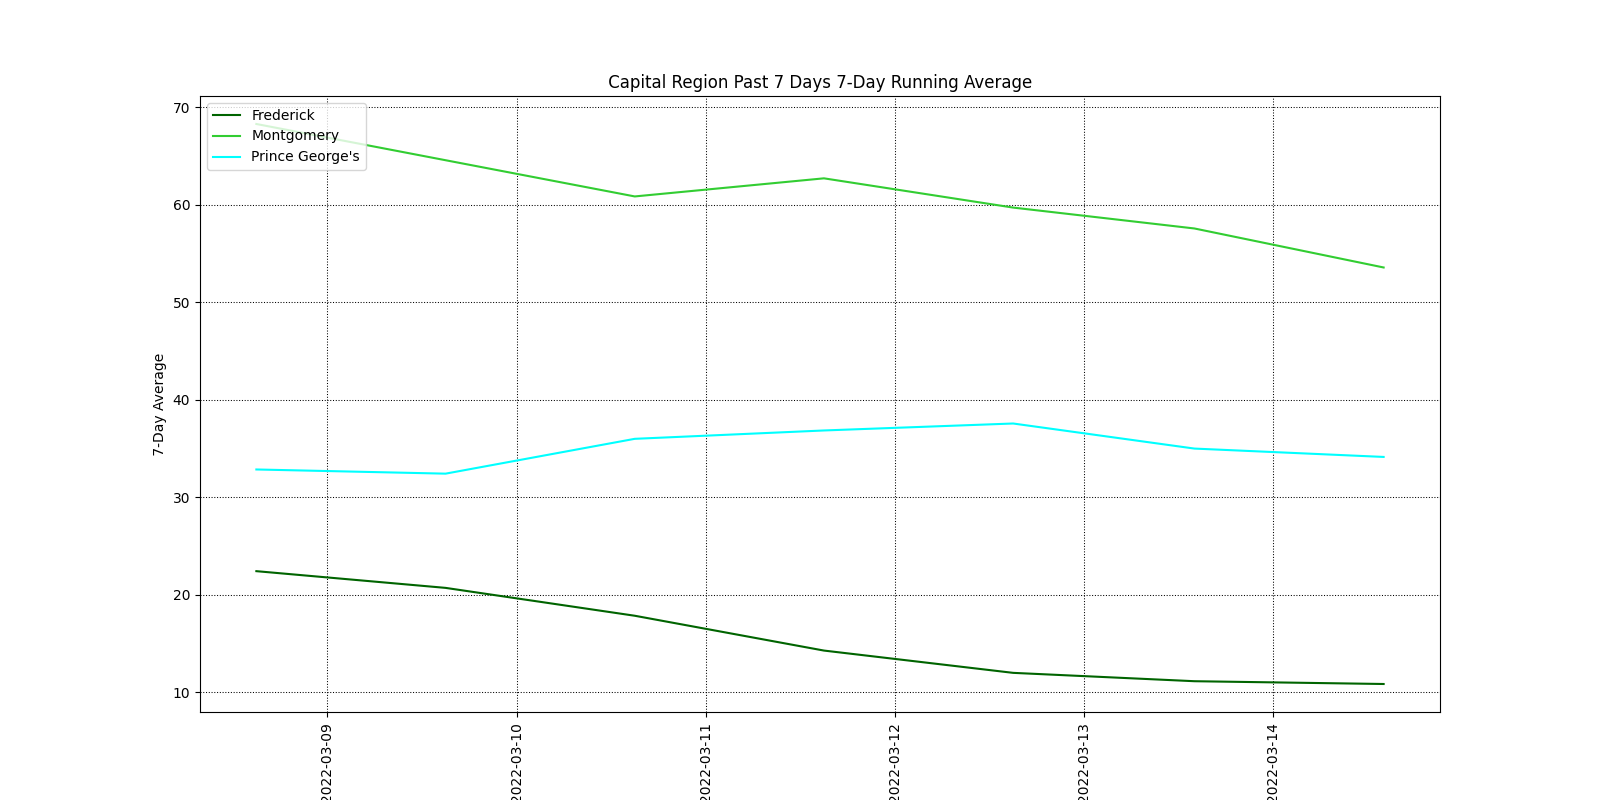 Capital Region Past 7 Days 7-Day Running Average
Frederick
Montgomery
Prince George's
7-Day Average
70
60
50
40
30
20
10
2022-03-09
2022-03-10
2022-03-11
2022-03-12
2022-03-13
2022-03-14